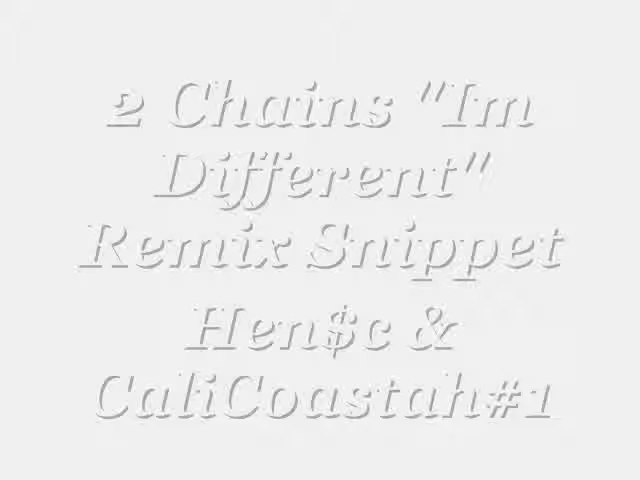 2 Chains "Im
Different"
Remix Snippet
Hen$c &
CaliCoastah#1